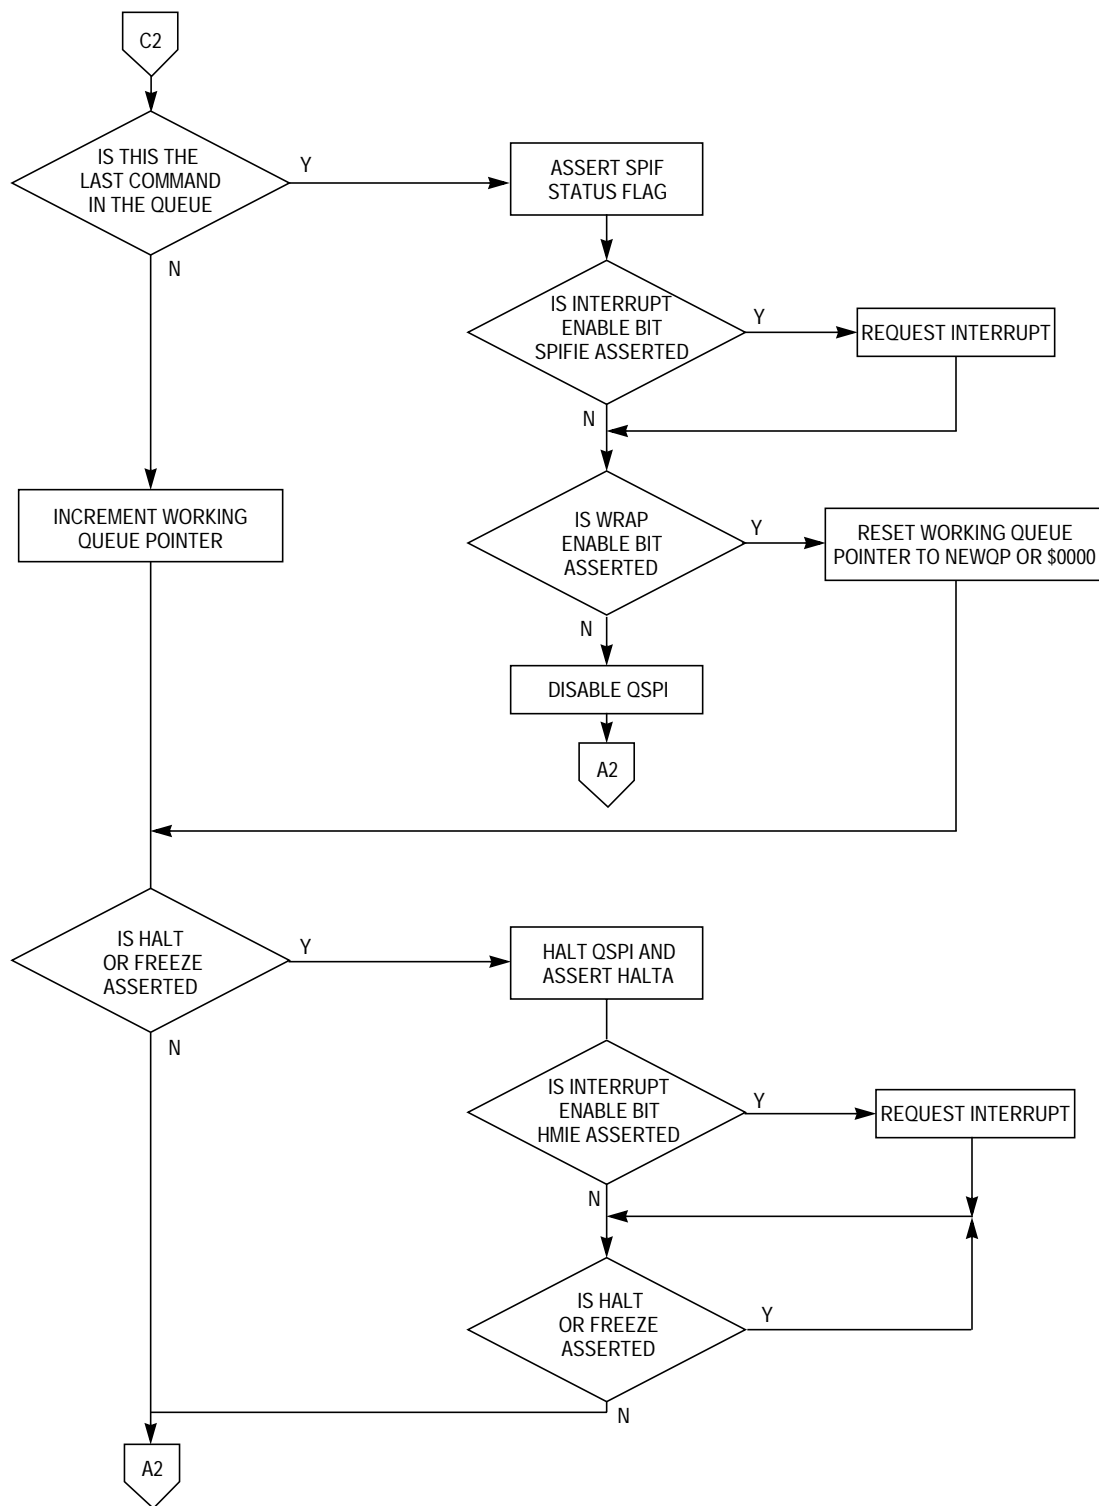 C2
IS THIS THE
LAST COMMAND
IN THE QUEUE
Y
N
ASSERT SPIF
STATUS FLAG
IS INTERRUPT
ENABLE BIT
SPIFIE ASSERTED
Y
REQUEST INTERRUPT
N
INCREMENT WORKING
QUEUE POINTER
IS WRAP
ENABLE BIT
ASSERTED
Y
RESET WORKING QUEUE
POINTER TO NEWQP OR $0000
N
DISABLE QSPI
A2
IS HALT
OR FREEZE
ASSERTED
Y
N
HALT QSPI AND
ASSERT HALTA
IS INTERRUPT
ENABLE BIT
HMIE ASSERTED
Y
REQUEST INTERRUPT
N
IS HALT
OR FREEZE
ASSERTED
Y
N
A2